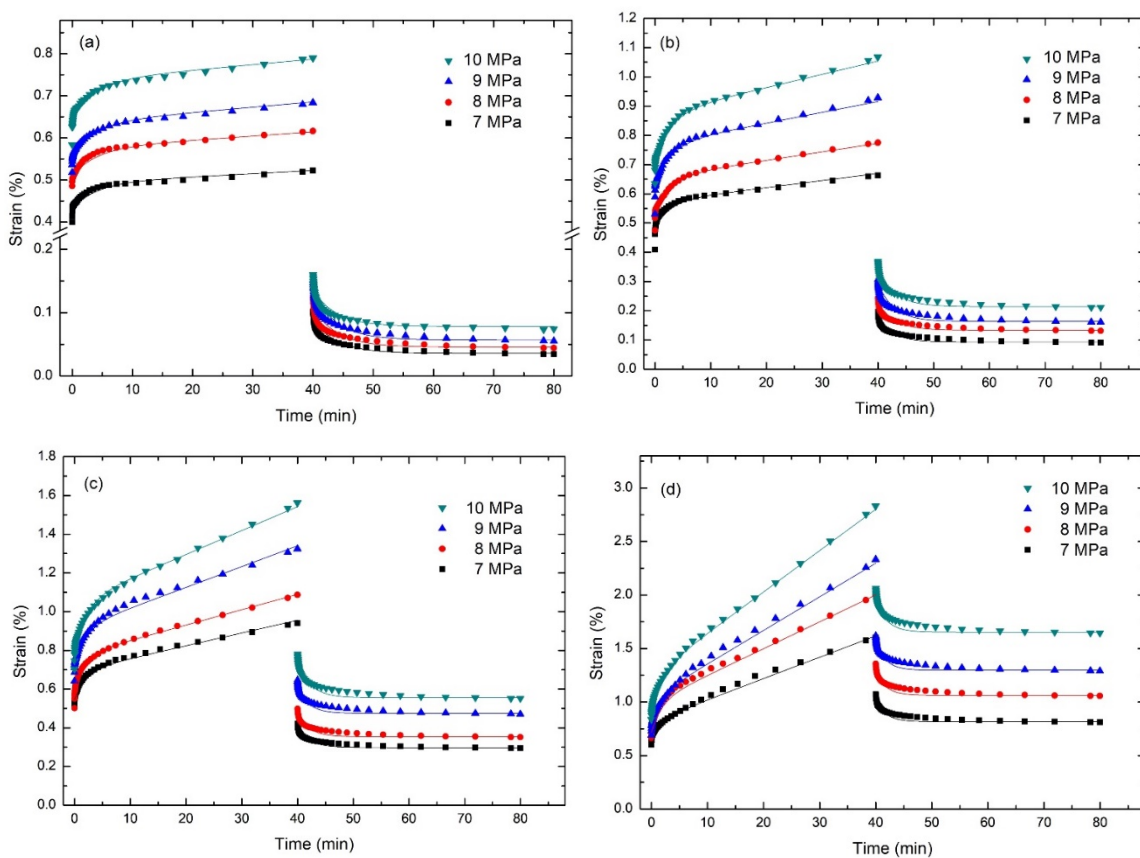 (a)
10 MPa
9 MPa
8 MPa
7 MPa
Strain (%)
0.8
0.7
0.6
0.5
0.4
0.2
0.1
0.0
0 10 20 30 40 50 60 70 80
Time (min)
(b)
10 MPa
9 MPa
8 MPa
7 MPa
Strain (%)
1.2
1.1
1.0
0.9
0.8
0.7
0.6
0.5
0.4
0.3
0.2
0.1
0.0
0 10 20 30 40 50 60 70 80
Time (min)
(c)
10 MPa
9 MPa
8 MPa
7 MPa
Strain (%)
1.8
1.6
1.4
1.2
1.0
0.8
0.6
0.4
0.2
0.0
0 10 20 30 40 50 60 70 80
Time (min)
(d)
10 MPa
9 MPa
8 MPa
7 MPa
Strain (%)
3.0
2.5
2.0
1.5
1.0
0.5
0.0
0 10 20 30 40 50 60 70 80
Time (min)